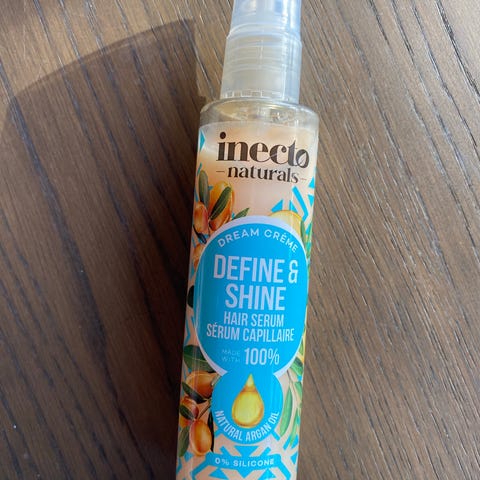 inecto
naturals
DREAM CRÈME
DEFINE &
SHINE
HAIR SERUM
SÉRUM CAPILLAIRE
MADE
WITH 100%
NATURAL ARGAN OIL
0% SILICONE